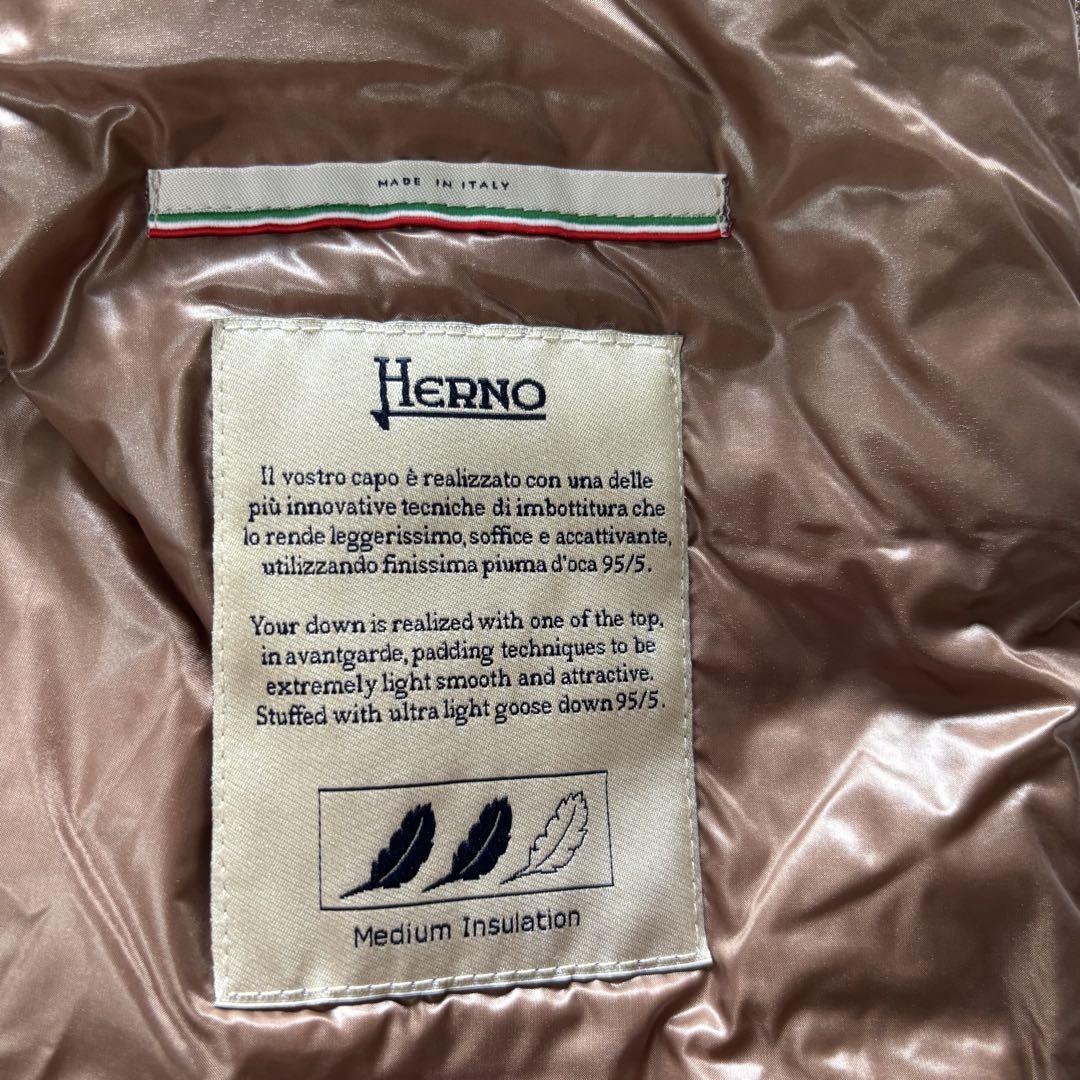 MADE IN ITALY
HERNO
Il vostro capo è realizzato con una delle
più innovative tecniche di imbottitura che
lo rende leggerissimo, soffice e accattivante,
utilizzando finissima piuma d'oca 95/5.
Your down is realized with one of the top,
in avantgarde, padding techniques to be
extremely light smooth and attractive.
Stuffed with ultra light goose down 95/5.
Medium Insulation